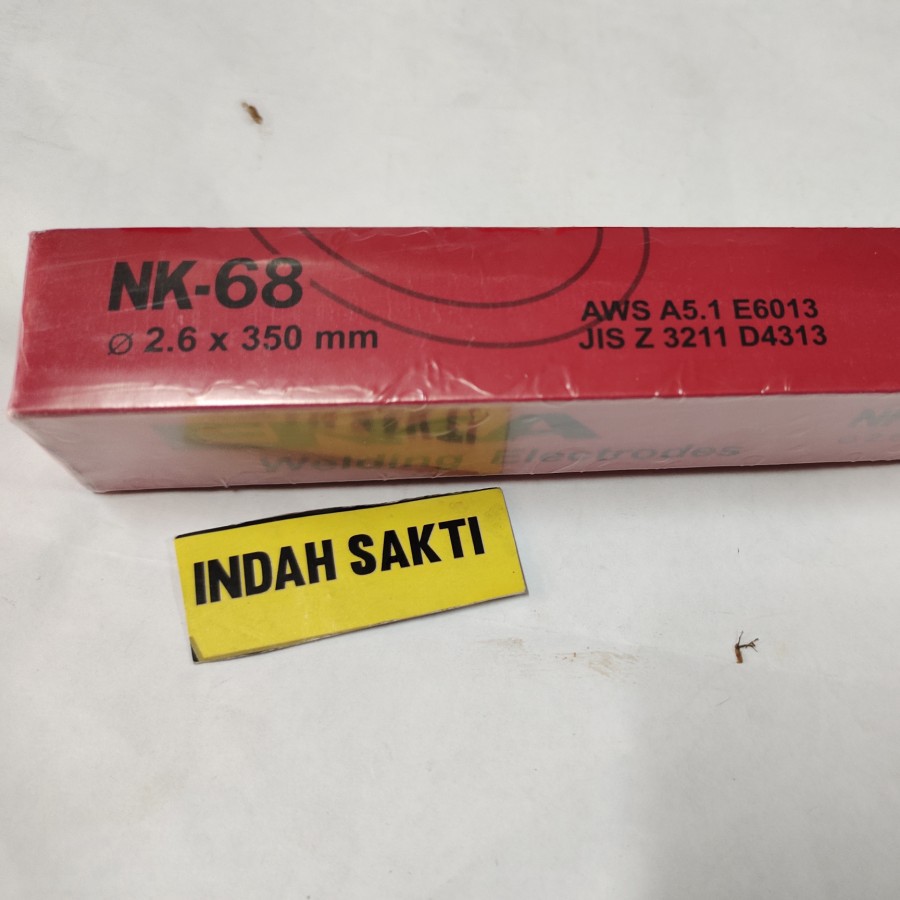 NK-68
ø 2.6 x 350 mm
AWS A5.1 E6013
JIS Z 3211 D4313
Welding Electrodes
INDAH SAKTI